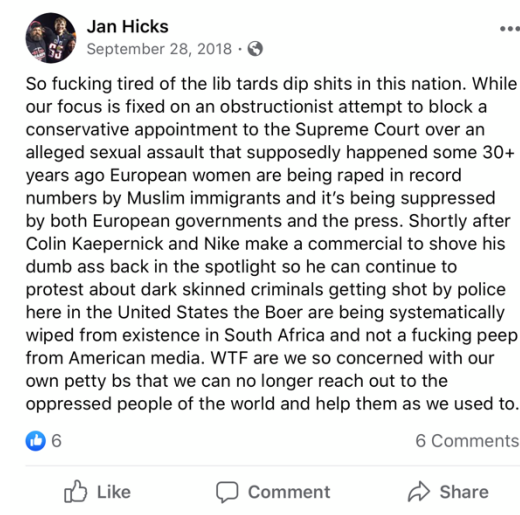 Jan Hicks
September 28, 2018 ·
So fucking tired of the lib tards dip shits in this nation. While
our focus is fixed on an obstructionist attempt to block a
conservative appointment to the Supreme Court over an
alleged sexual assault that supposedly happened some 30+
years ago European women are being raped in record
numbers by Muslim immigrants and it’s being suppressed
by both European governments and the press. Shortly after
Colin Kaepernick and Nike make a commercial to shove his
dumb ass back in the spotlight so he can continue to
protest about dark skinned criminals getting shot by police
here in the United States the Boer are being systematically
wiped from existence in South Africa and not a fucking peep
from American media. WTF are we so concerned with our
own petty bs that we can no longer reach out to the
oppressed people of the world and help them as we used to.
6 6 Comments
Like Comment Share